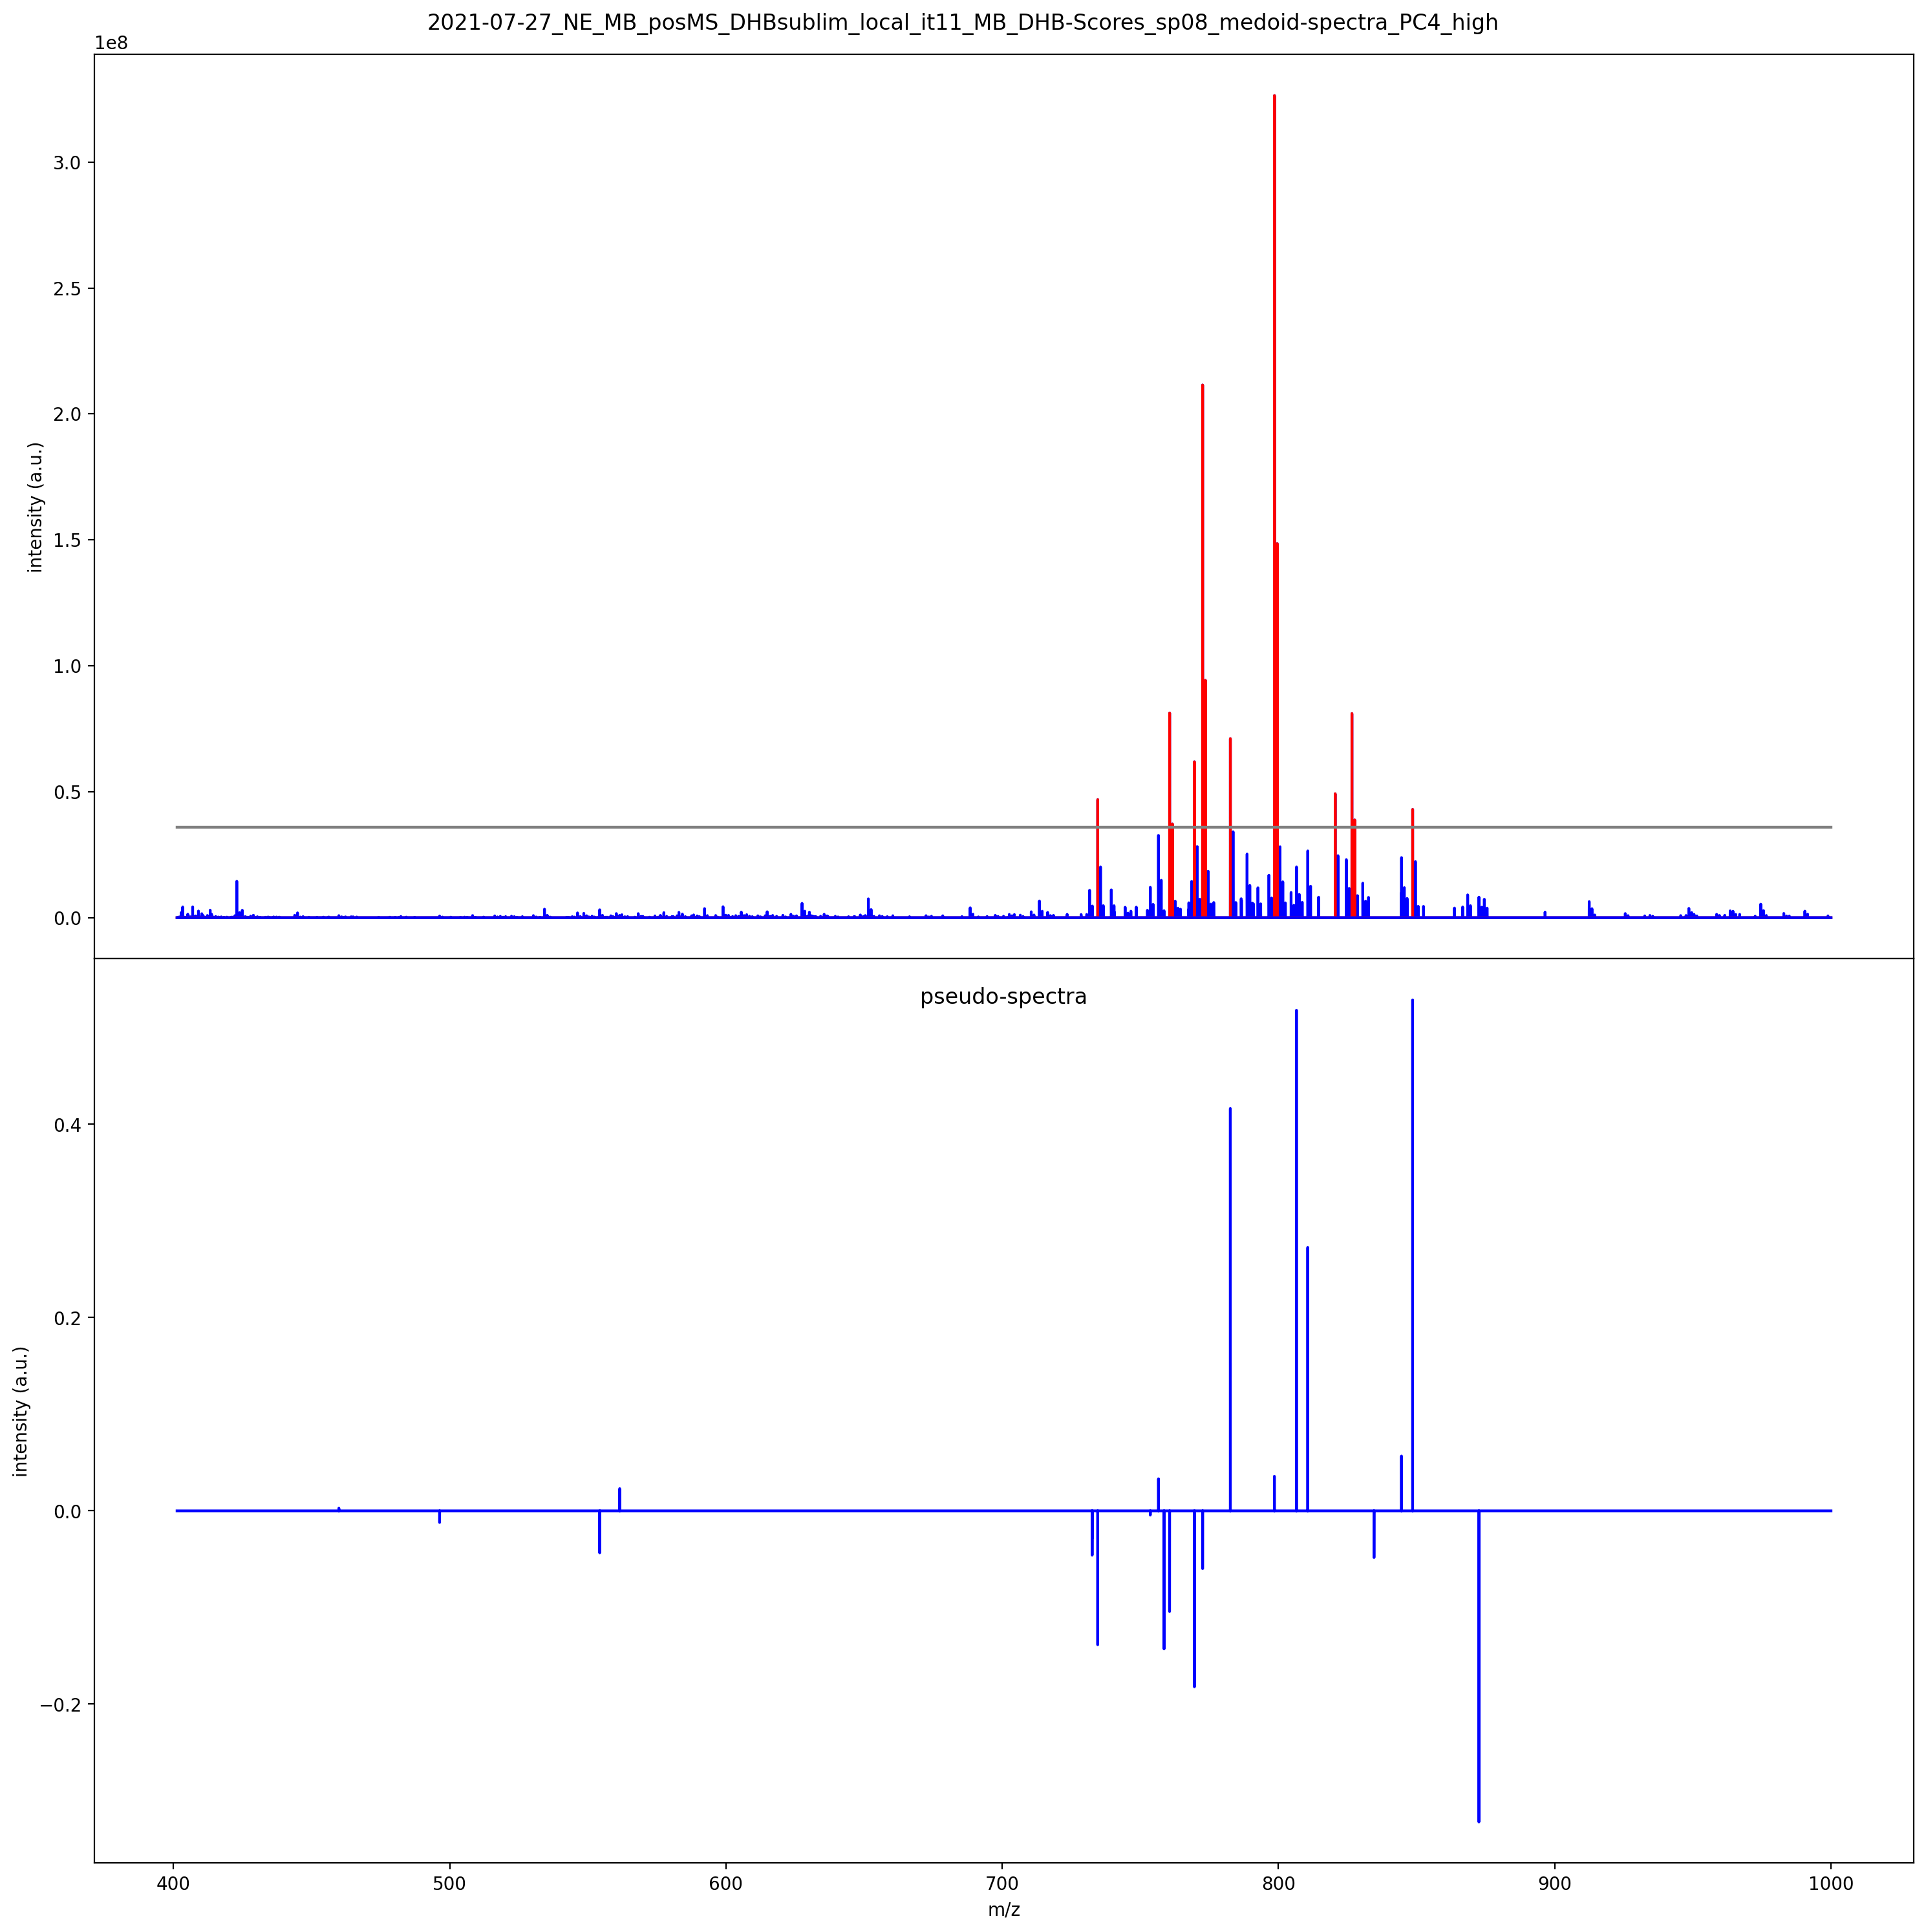 2021-07-27_NE_MB_posMS_DHBsublim_local_it11_MB_DHB-Scores_sp08_medoid-spectra_PC4_high
1e8
3.0
2.5
2.0
1.5
1.0
0.5
0.0
intensity (a.u.)
pseudo-spectra
0.4
0.2
0.0
−0.2
intensity (a.u.)
400 500 600 700 800 900 1000
m/z